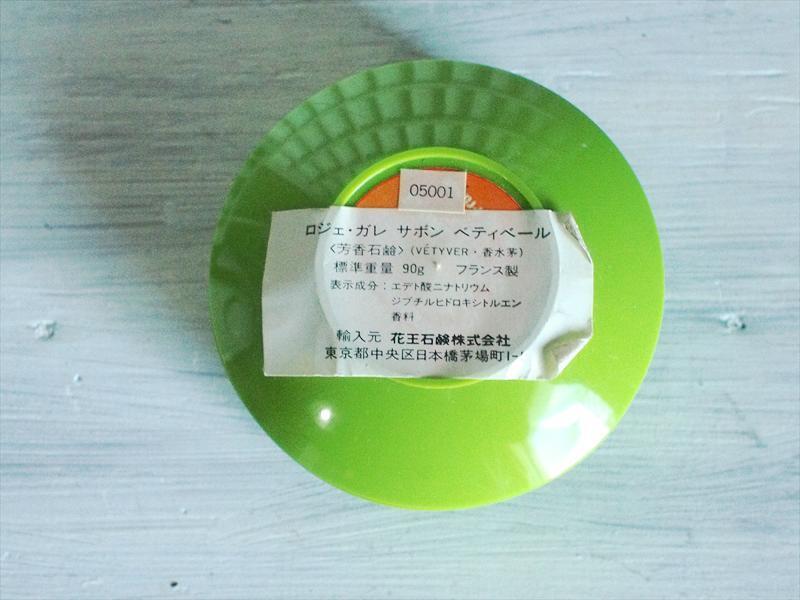 05001
ロジェ・ガレ サボン ベティベール
〈芳香石鹸〉(VÉTYVER・香水茅)
標準重量 90g フランス製
表示成分：エデト酸ニナトリウム
ジブチルヒドロキシトルエン
香料
輸入元 花王石鹸株式会社
東京都中央区日本橋茅場町1-